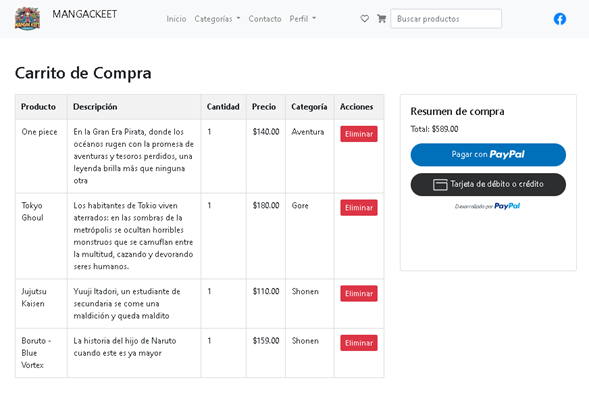 MANGACKEET
Inicio Categorías Contacto Perfil Buscar productos
Carrito de Compra
Producto Descripción Cantidad Precio Categoría Acciones
One piece En la Gran Era Pirata, donde los 1 $140.00 Aventura Eliminar
océanos rugen con la promesa de
aventuras y tesoros perdidos, una
leyenda brilla más que ninguna
otra
Tokyo Los habitantes de Tokio viven 1 $180.00 Gore Eliminar
Ghoul aterrados: en las sombras de la
metrópolis se ocultan horribles
monstruos que se camuflan entre
la multitud, cazando y devorando
seres humanos.
Jujutsu Yuuji Itadori, un estudiante de 1 $110.00 Shonen Eliminar
Kaisen secundaria se come una
maldición y queda maldito
Boruto - La historia del hijo de Naruto 1 $159.00 Shonen Eliminar
Blue cuando este es ya mayor
Vortex
Resumen de compra
Total: $589.00
Pagar con PayPal
Tarjeta de débito o crédito
Desarrollado por PayPal